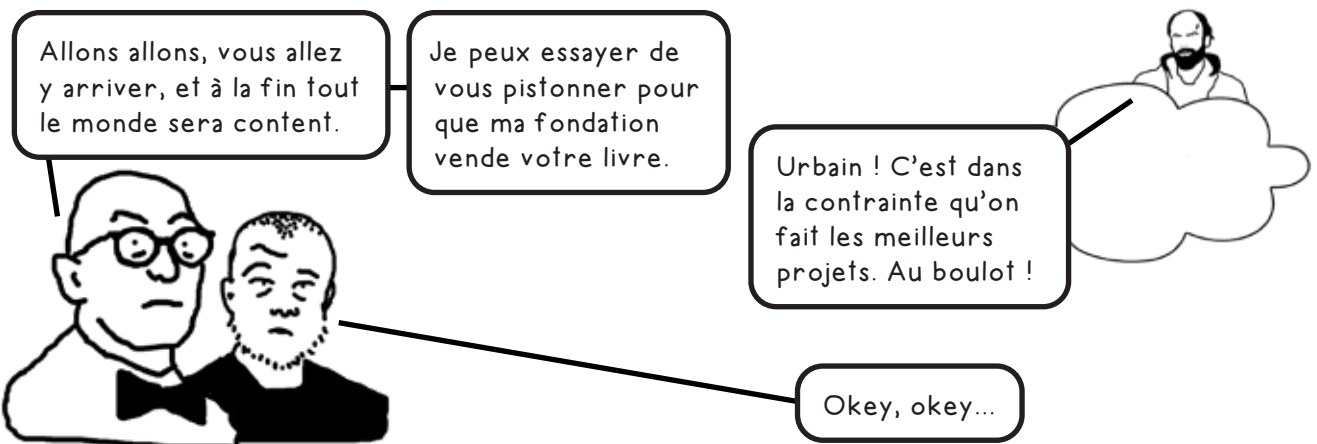 Allons allons, vous allez
y arriver, et à la fin tout
le monde sera content.
Je peux essayer de
vous pistonner pour
que ma fondation
vende votre livre.
Urbain ! C'est dans
la contrainte qu'on
fait les meilleurs
projets. Au boulot !
Okey, okey...